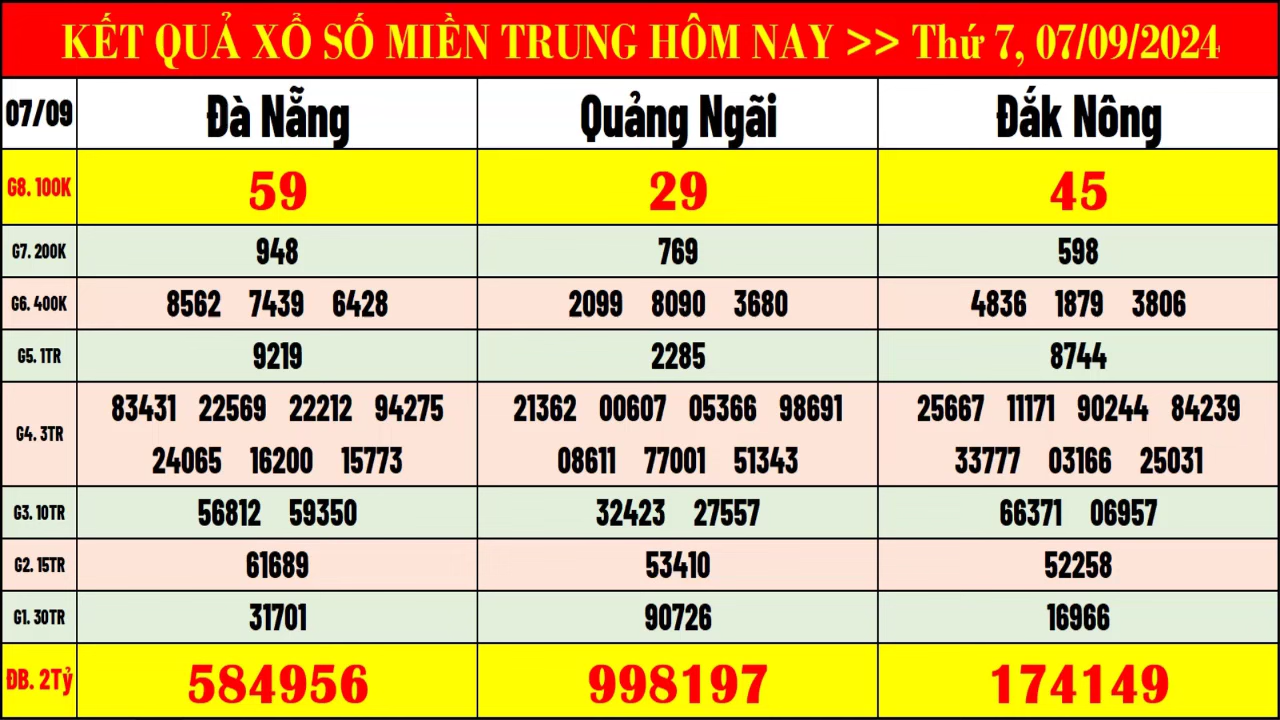 KẾT QUẢ XỔ SỐ MIỀN TRUNG HÔM NAY >> Thứ 7, 07/09/2024
07/09 Đà Nẵng Quảng Ngãi Đắk Nông
G8. 100K 59 29 45
G7. 200K 948 769 598
G6. 400K 8562 7439 6428 2099 8090 3680 4836 1879 3806
G5. 1TR 9219 2285 8744
G4. 3TR 83431 22569 22212 94275 21362 00607 05366 98691 25667 11171 90244 84239
24065 16200 15773 08611 77001 51343 33777 03166 25031
G3. 10TR 56812 59350 32423 27557 66371 06957
G2. 15TR 61689 53410 52258
G1. 30TR 31701 90726 16966
ĐB. 2Tỷ 584956 998197 174149